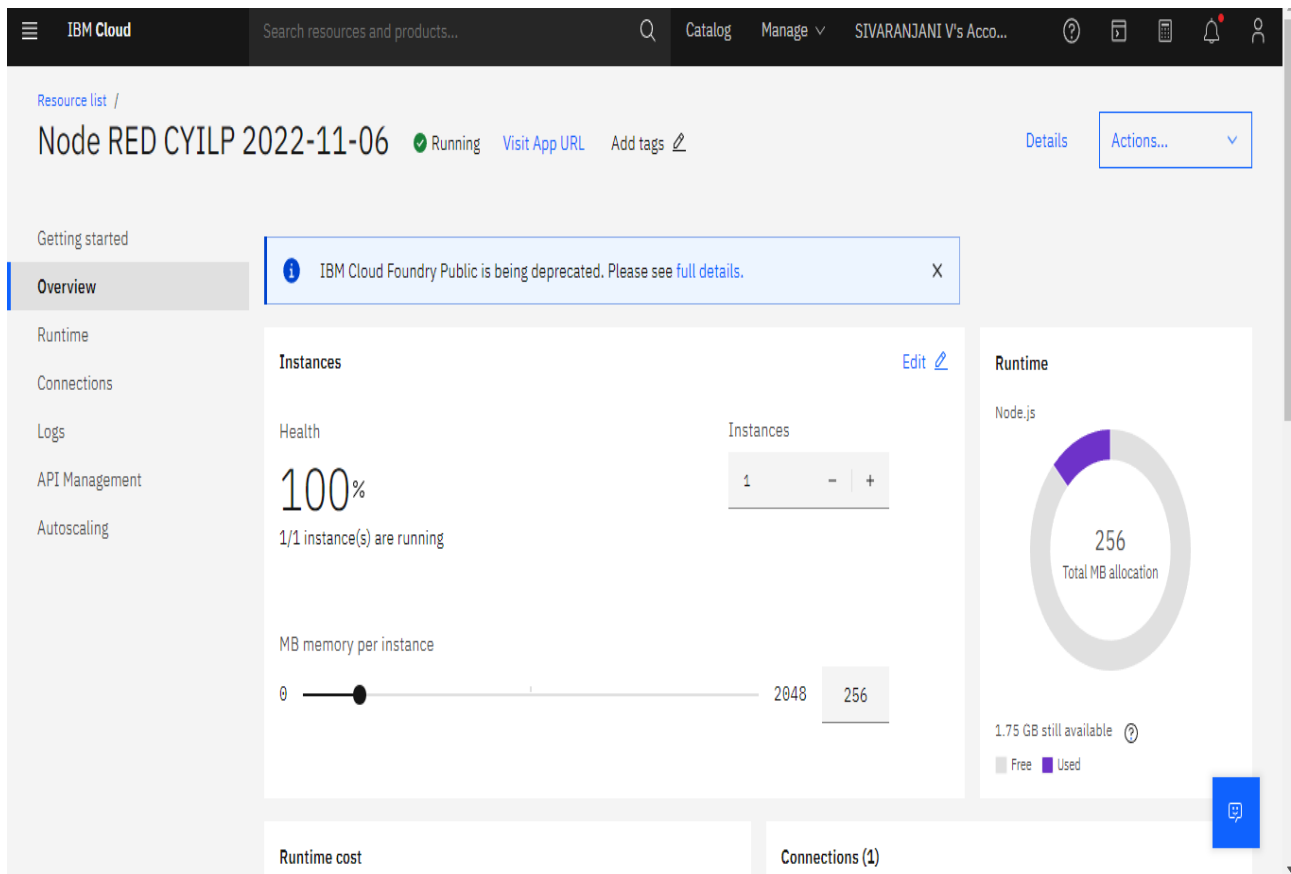 IBM Cloud Search resources and products... Catalog Manage SIVARANJANI V's Acco...
Resource list /
Node RED CYILP 2022-11-06 Running Visit App URL Add tags Details Actions...
Getting started
Overview
Runtime
Connections
Logs
API Management
Autoscaling
IBM Cloud Foundry Public is being deprecated. Please see full details.
Instances Edit
Health
100%
1/1 instance(s) are running
Instances
1 - +
MB memory per instance
0 2048 256
Runtime
Node.js
256
Total MB allocation
1.75 GB still available
Free Used
Runtime cost
Connections (1)